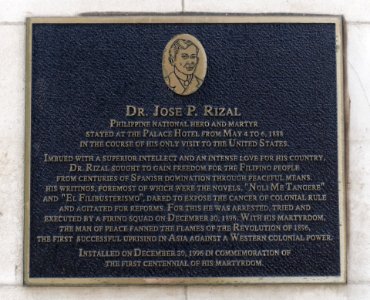 DR. JOSE P. RIZAL
PHILIPPINE NATIONAL HERO AND MARTYR
STAYED AT THE PALACE HOTEL FROM MAY 4 TO 6, 1888
IN THE COURSE OF HIS ONLY VISIT TO THE UNITED STATES.
IMBUED WITH A SUPERIOR INTELLECT AND AN INTENSE LOVE FOR HIS COUNTRY,
DR. RIZAL SOUGHT TO GAIN FREEDOM FOR THE FILIPINO PEOPLE
FROM CENTURIES OF SPANISH DOMINATION THROUGH PEACEFUL MEANS.
HIS WRITINGS, FOREMOST OF WHICH WERE THE NOVELS, "NOLI ME TANGERE"
AND "EL FILIBUSTERISMO", DARED TO EXPOSE THE CANCER OF COLONIAL RULE
AND AGITATED FOR REFORMS. FOR THIS HE WAS ARRESTED, TRIED AND
EXECUTED BY A FIRING SQUAD ON DECEMBER 30, 1896. WITH HIS MARTYRDOM,
THE MAN OF PEACE FANNED THE FLAMES OF THE REVOLUTION OF 1896,
THE FIRST SUCCESSFUL UPRISING IN ASIA AGAINST A WESTERN COLONIAL POWER.
INSTALLED ON DECEMBER 30, 1996 IN COMMEMORATION OF
THE FIRST CENTENNIAL OF HIS MARTYRDOM.